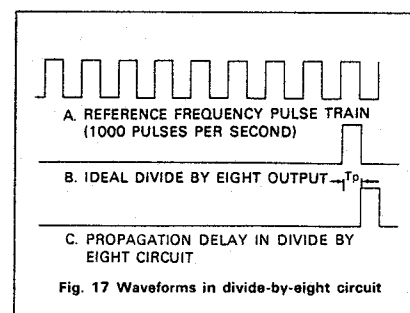 A. REFERENCE FREQUENCY PULSE TRAIN
(1000 PULSES PER SECOND)
B. IDEAL DIVIDE BY EIGHT OUTPUT Tp
C. PROPAGATION DELAY IN DIVIDE BY
EIGHT CIRCUIT
Fig. 17 Waveforms in divide-by-eight circuit